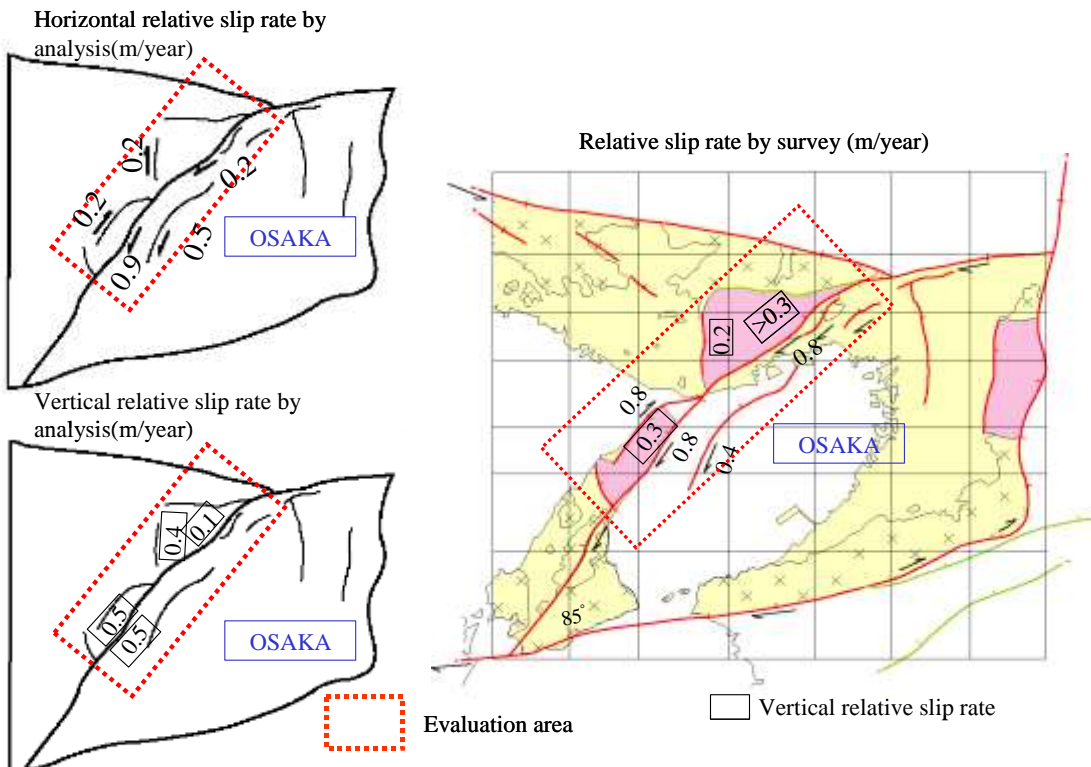 Horizontal relative slip rate by
analysis(m/year)
0.2
0.2
0.2
0.5
0.9
OSAKA
Vertical relative slip rate by
analysis(m/year)
0.4
0.1
0.5
0.5
OSAKA
Evaluation area
Relative slip rate by survey (m/year)
0.2
>0.3
0.8
0.8
0.3
0.8
0.4
OSAKA
85°
Vertical relative slip rate